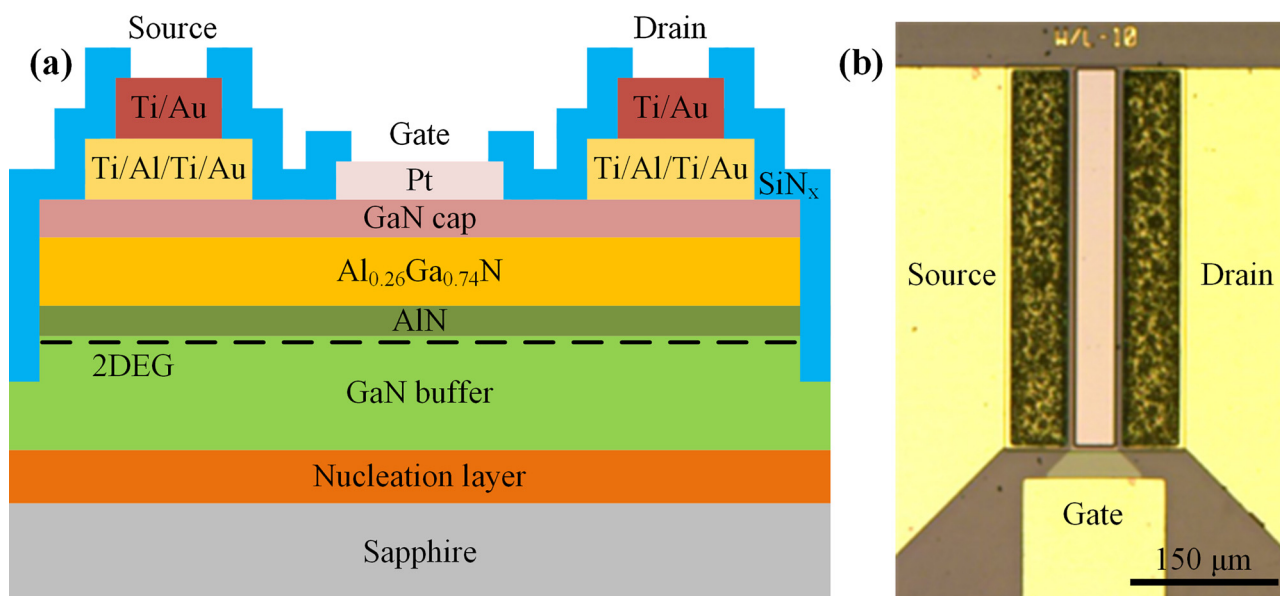 (a)
Source
Drain
Ti/Au
Ti/Au
Gate
Ti/Al/Ti/Au
Pt
Ti/Al/Ti/Au
SiNₓ
GaN cap
Al₀.₂₆Ga₀.₇₄N
AlN
2DEG
GaN buffer
Nucleation layer
Sapphire
(b)
W/L-10
Source
Drain
Gate
150 μm